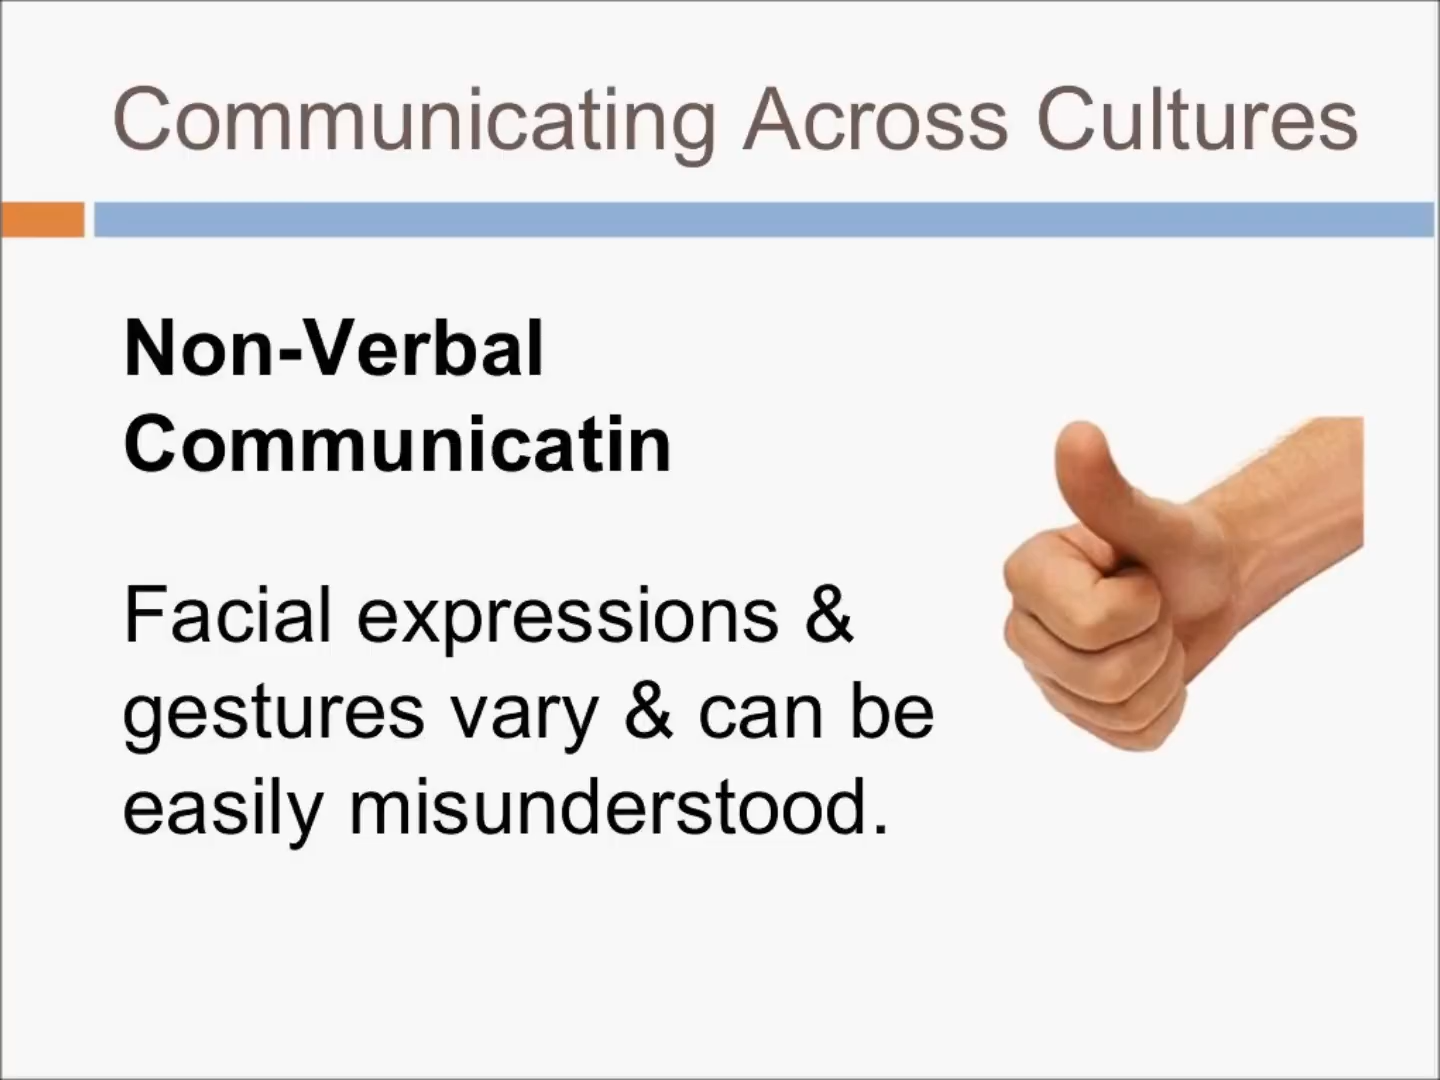 Communicating Across Cultures
Non-Verbal
Communicatin
Facial expressions &
gestures vary & can be
easily misunderstood.